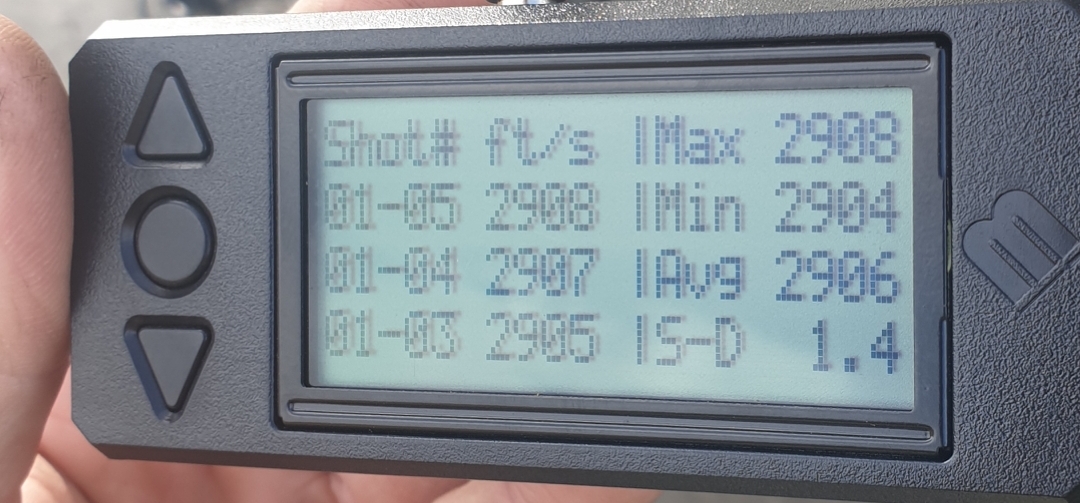 Shot# ft/s |Max 2908
01-05 2908 |Min 2904
01-04 2907 |Avg 2906
01-03 2905 |S-D 1.4